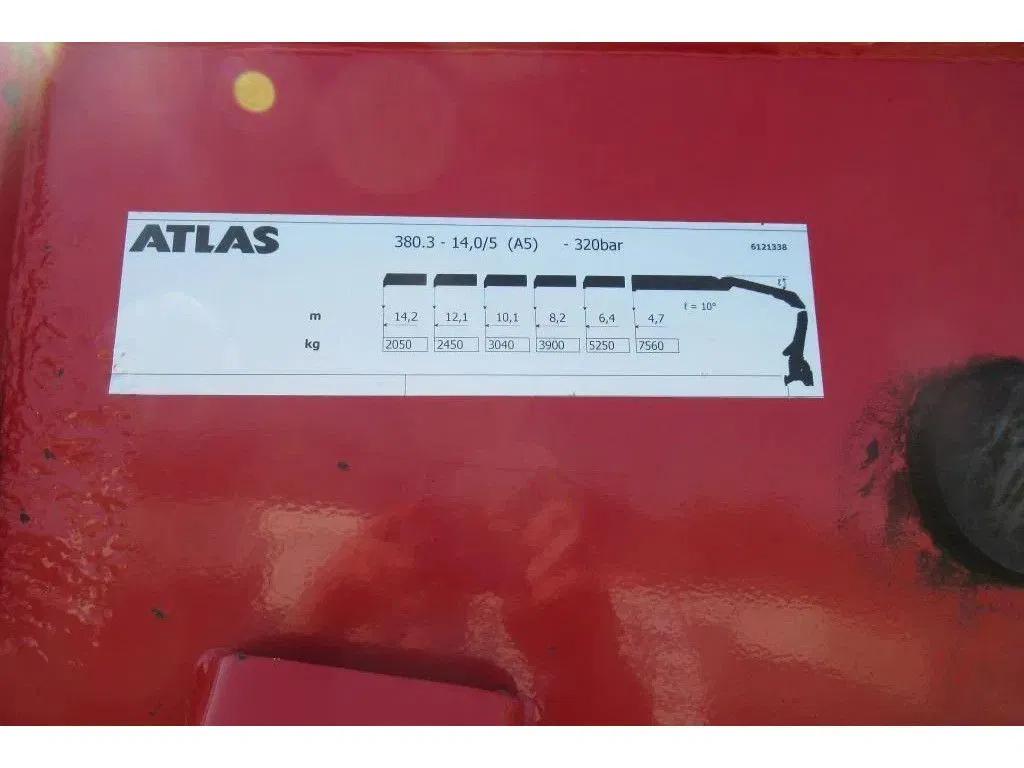 ATLAS 380.3 - 14,0/5 (A5) - 320bar 6121338
ℓ = 10°
m 14,2 12,1 10,1 8,2 6,4 4,7
kg 2050 2450 3040 3900 5250 7560